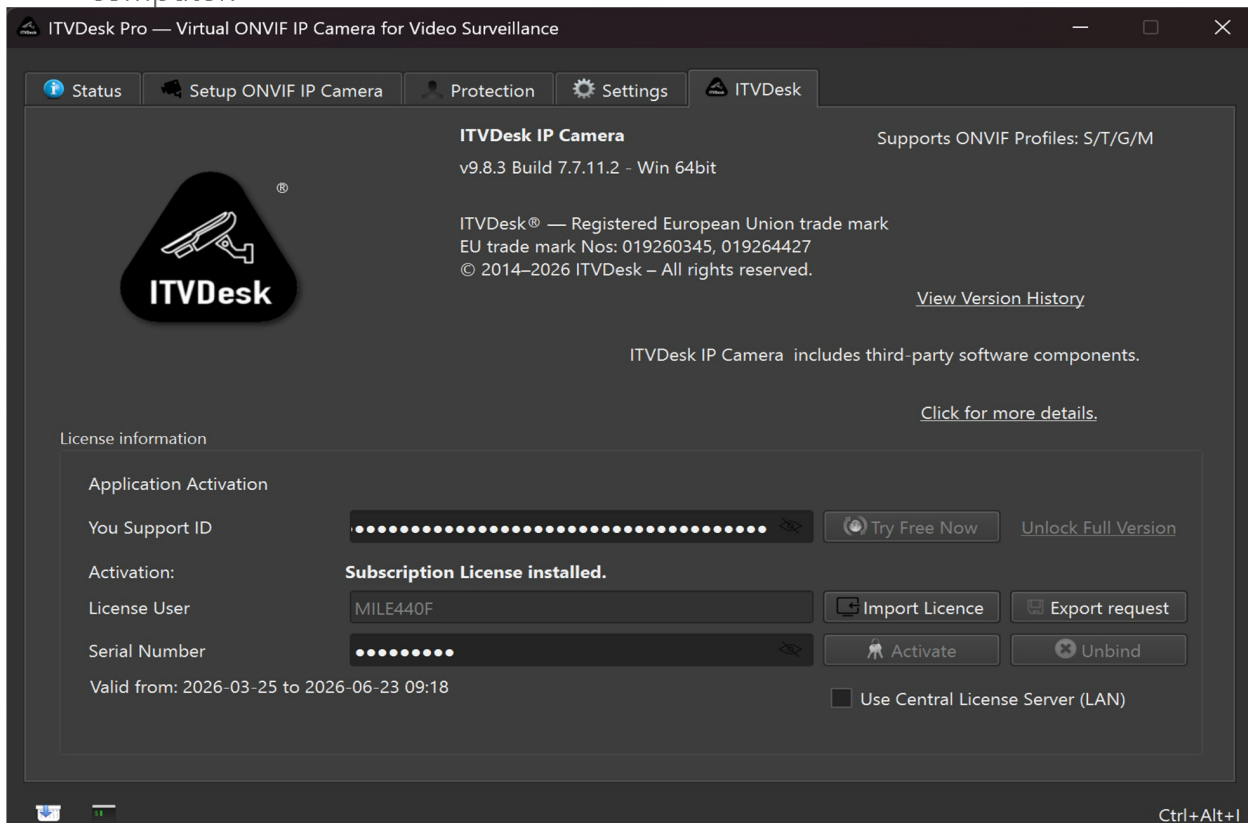 ITVDesk Pro — Virtual ONVIF IP Camera for Video Surveillance
Status
Setup ONVIF IP Camera
Protection
Settings
ITVDesk
ITVDesk IP Camera
Supports ONVIF Profiles: S/T/G/M
v9.8.3 Build 7.7.11.2 - Win 64bit
®
ITVDesk
ITVDesk® — Registered European Union trade mark
EU trade mark Nos: 019260345, 019264427
© 2014–2026 ITVDesk – All rights reserved.
View Version History
ITVDesk IP Camera includes third-party software components.
Click for more details.
License information
Application Activation
You Support ID
Try Free Now
Unlock Full Version
Activation:
Subscription License installed.
License User
MILE440F
Import Licence
Export request
Serial Number
Activate
Unbind
Valid from: 2026-03-25 to 2026-06-23 09:18
Use Central License Server (LAN)
Ctrl+Alt+I